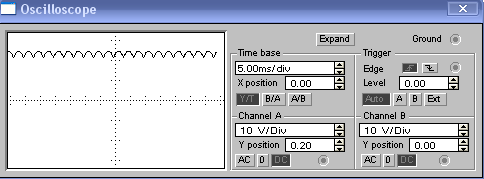 Oscilloscope
Expand
Ground
Time base
5.00ms/div
X position 0.00
Y/T B/A A/B
Trigger
Edge
Level 0.00
Auto A B Ext
Channel A
10 V/Div
Y position 0.20
AC 0 DC
Channel B
10 V/Div
Y position 0.00
AC 0 DC